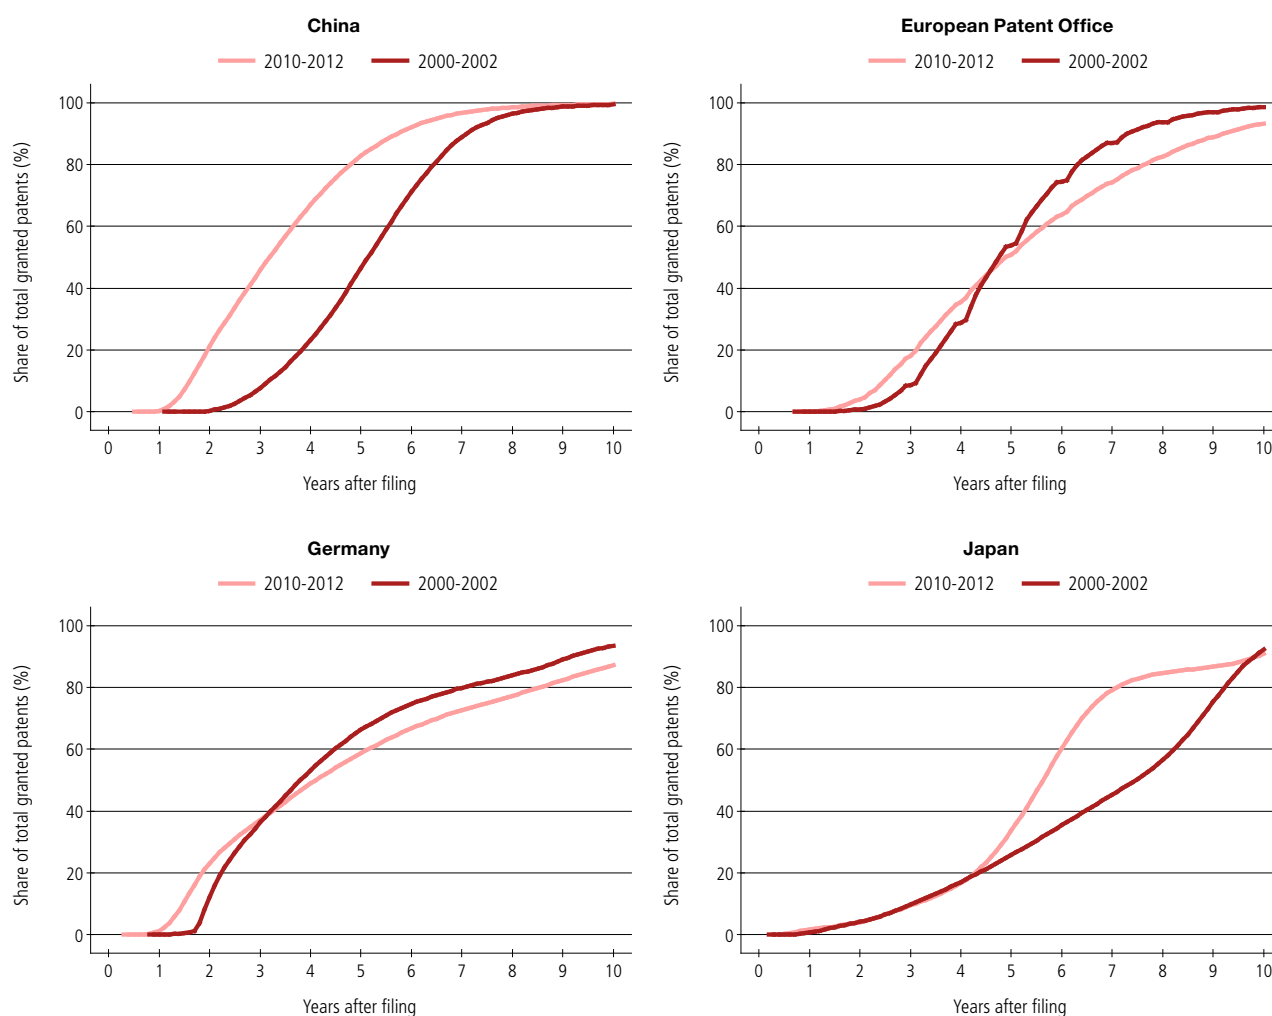 China
2010-2012 2000-2002
Share of total granted patents (%)
100
80
60
40
20
0
0 1 2 3 4 5 6 7 8 9 10
Years after filing
European Patent Office
2010-2012 2000-2002
Share of total granted patents (%)
100
80
60
40
20
0
0 1 2 3 4 5 6 7 8 9 10
Years after filing
Germany
2010-2012 2000-2002
Share of total granted patents (%)
100
80
60
40
20
0
0 1 2 3 4 5 6 7 8 9 10
Years after filing
Japan
2010-2012 2000-2002
Share of total granted patents (%)
100
80
60
40
20
0
0 1 2 3 4 5 6 7 8 9 10
Years after filing